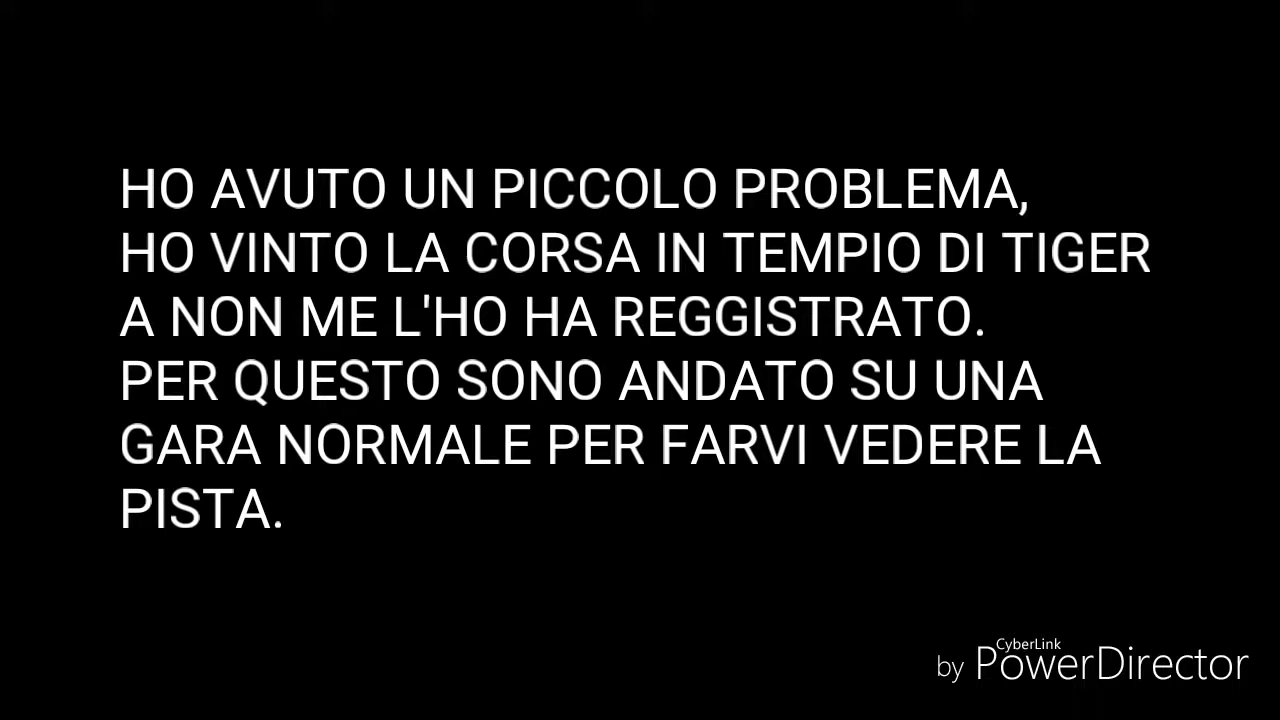 HO AVUTO UN PICCOLO PROBLEMA,
HO VINTO LA CORSA IN TEMPIO DI TIGER
A NON ME L'HO HA REGGISTRATO.
PER QUESTO SONO ANDATO SU UNA
GARA NORMALE PER FARVI VEDERE LA
PISTA.
CyberLink
by PowerDirector